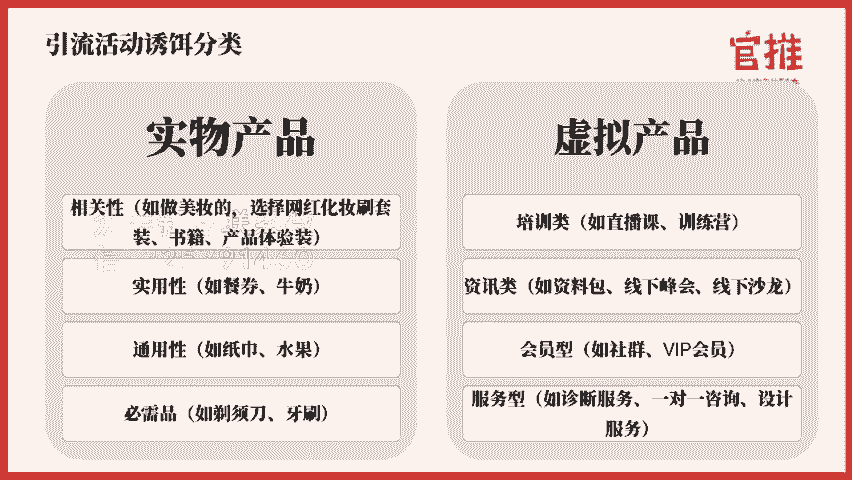 引流活动诱饵分类
官推
实物产品
相关性（如做美妆的，选择网红化妆刷套
装、书籍、产品体验装）
实用性（如餐券、牛奶）
通用性（如纸巾、水果）
必需品（如剃须刀、牙刷）
虚拟产品
培训类（如直播课、训练营）
资讯类（如资料包、线下峰会、线下沙龙）
会员型（如社群、VIP会员）
服务型（如诊断服务、一对一咨询、设计
服务）